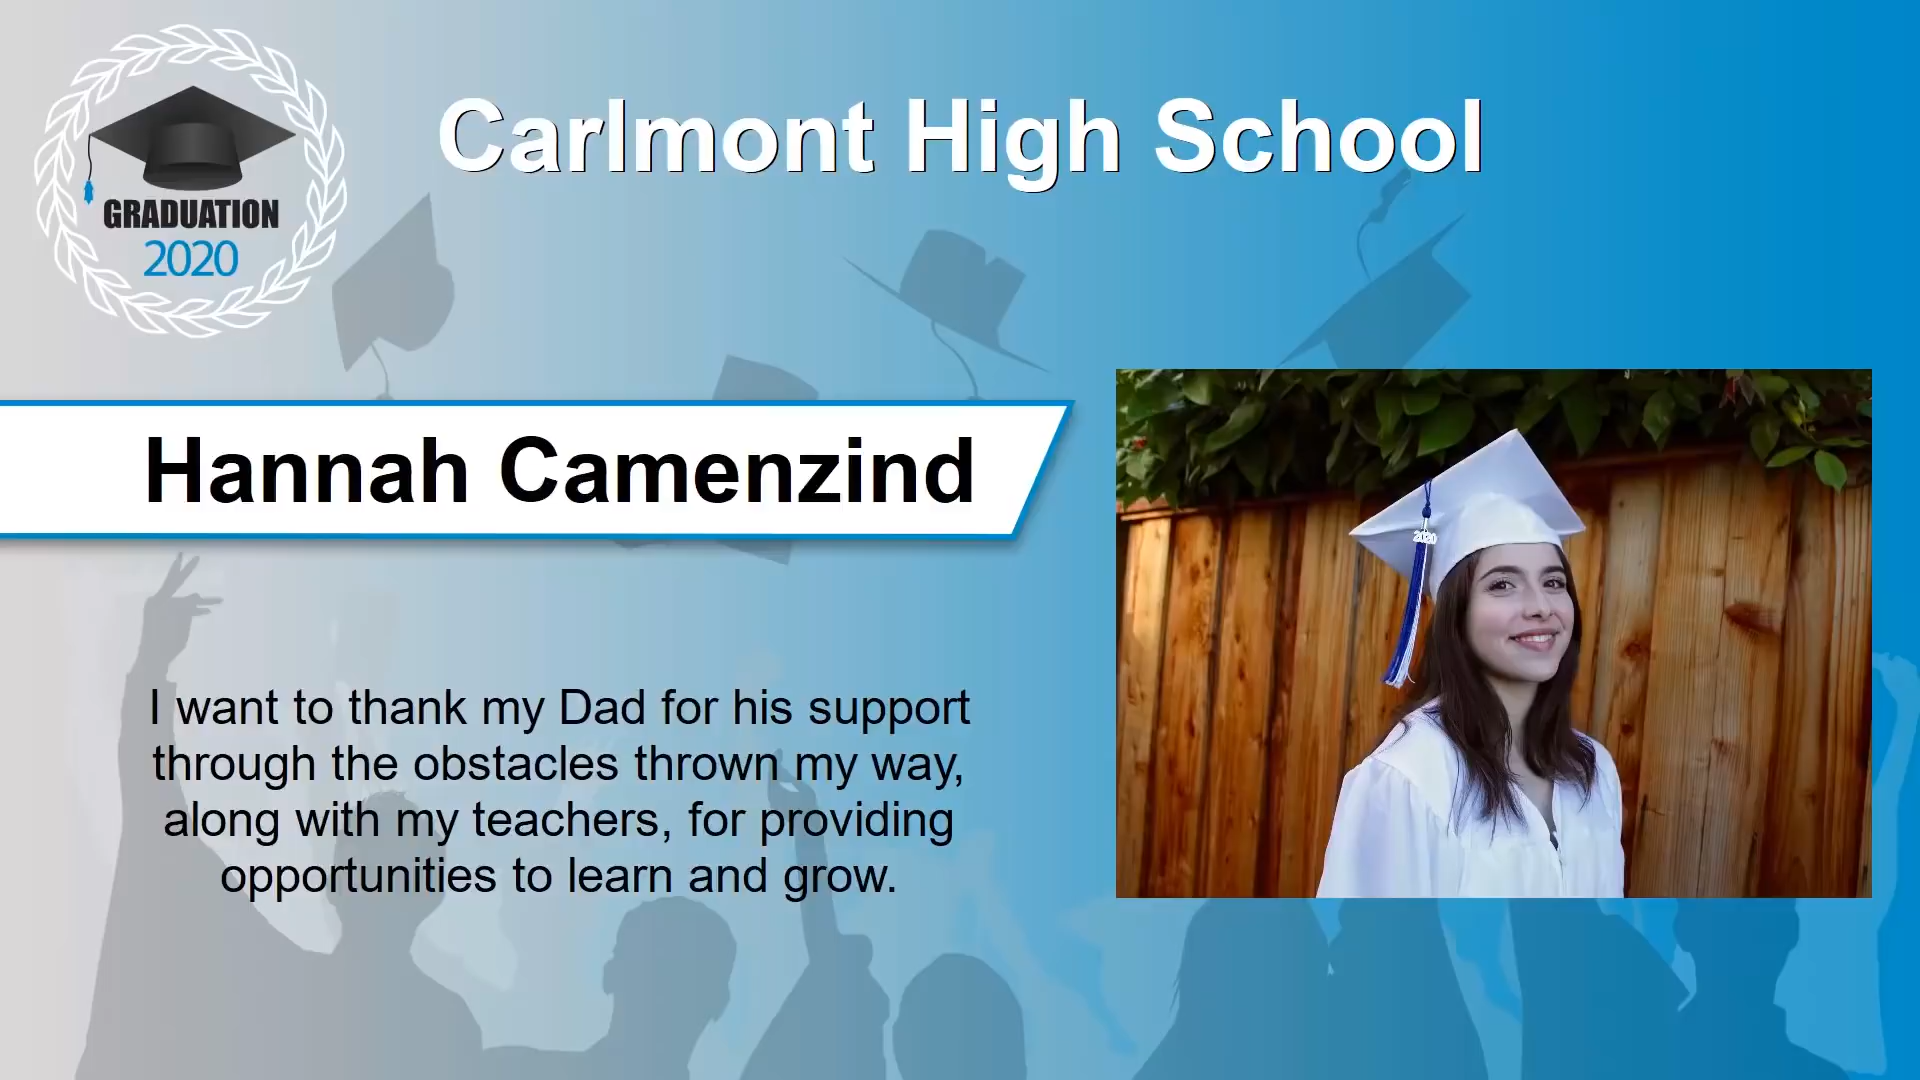 Carlmont High School
GRADUATION
2020
Hannah Camenzind
2020
I want to thank my Dad for his support
through the obstacles thrown my way,
along with my teachers, for providing
opportunities to learn and grow.